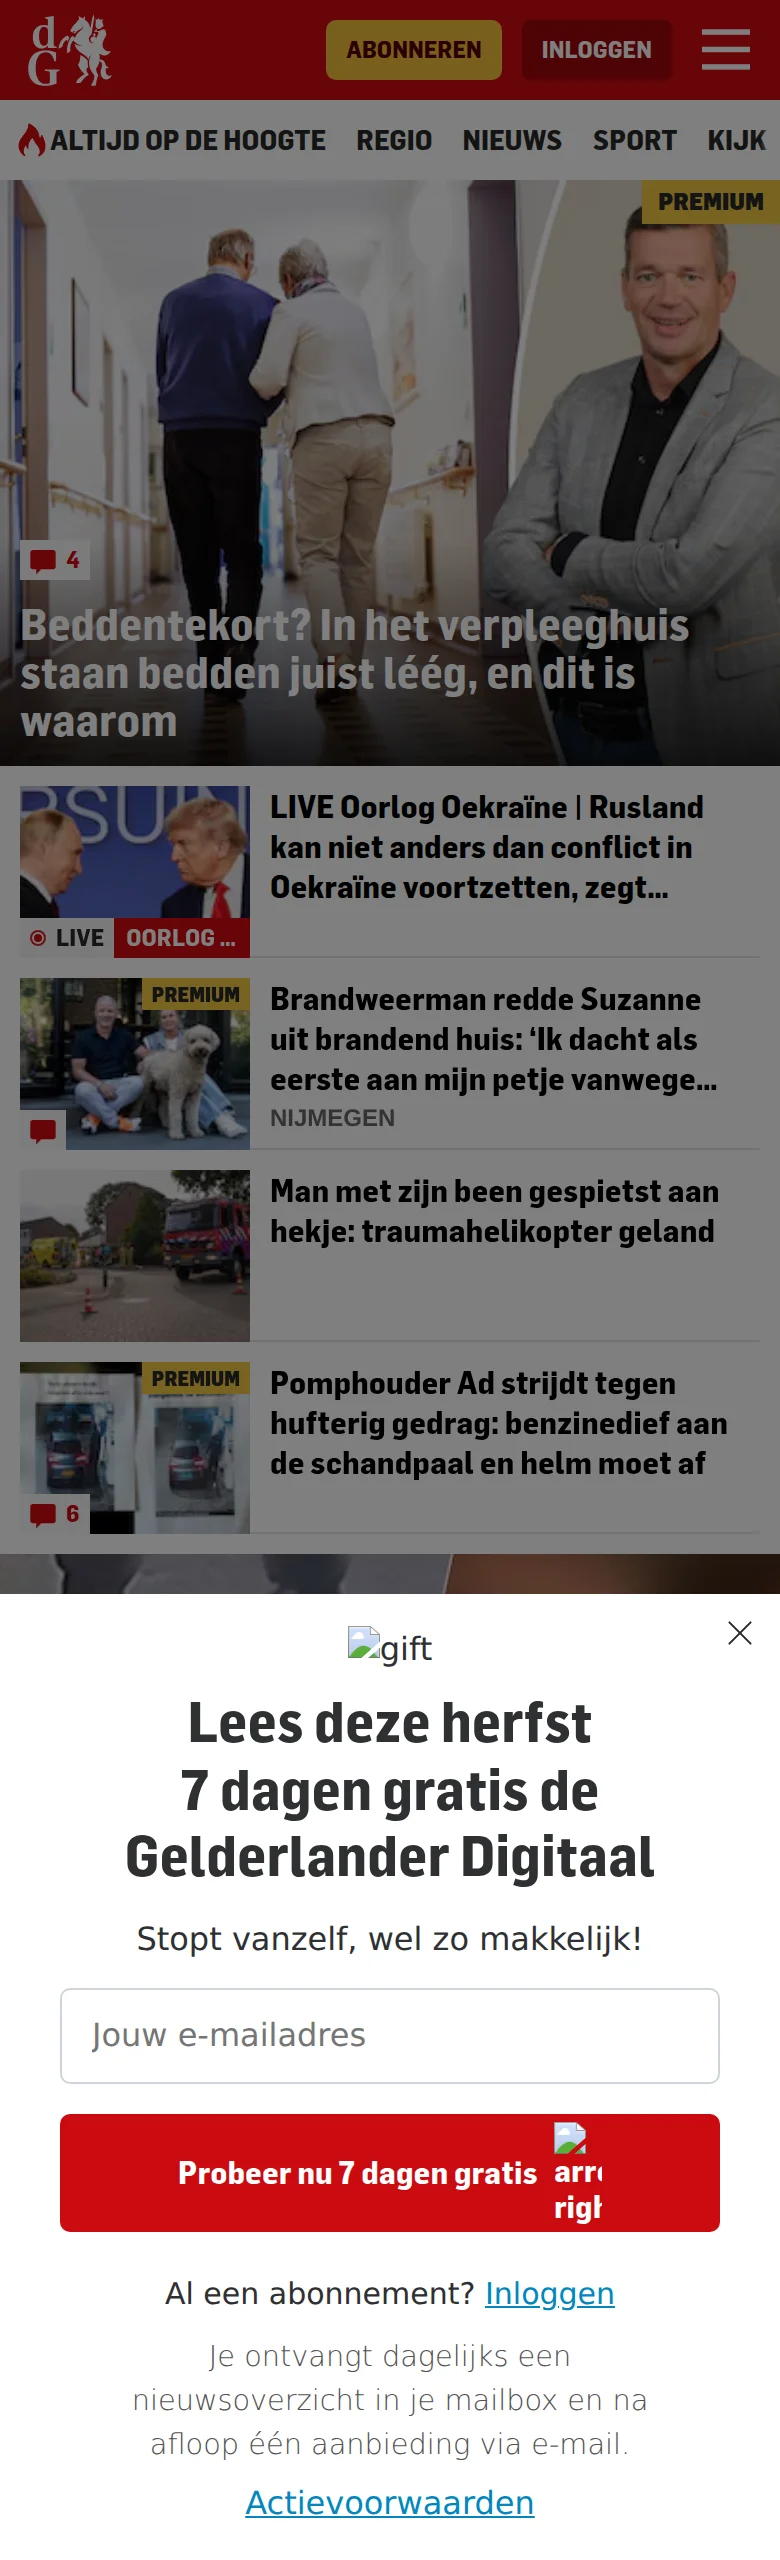 d
G
ABONNEREN
INLOGGEN
ALTIJD OP DE HOOGTE
REGIO
NIEUWS
SPORT
KIJK
PREMIUM
4
Beddentekort? In het verpleeghuis
staan bedden juist léég, en dit is
waarom
LIVE Oorlog Oekraïne | Rusland
kan niet anders dan conflict in
Oekraïne voortzetten, zegt...
LIVE
OORLOG ...
PREMIUM
Brandweerman redde Suzanne
uit brandend huis: ‘Ik dacht als
eerste aan mijn petje vanwege...
NIJMEGEN
Man met zijn been gespietst aan
hekje: traumahelikopter geland
PREMIUM
Pomphouder Ad strijdt tegen
hufterig gedrag: benzinedief aan
de schandpaal en helm moet af
6
gift
Lees deze herfst
7 dagen gratis de
Gelderlander Digitaal
Stopt vanzelf, wel zo makkelijk!
Jouw e-mailadres
Probeer nu 7 dagen gratis
Al een abonnement? Inloggen
Je ontvangt dagelijks een
nieuwsoverzicht in je mailbox en na
afloop één aanbieding via e-mail.
Actievoorwaarden